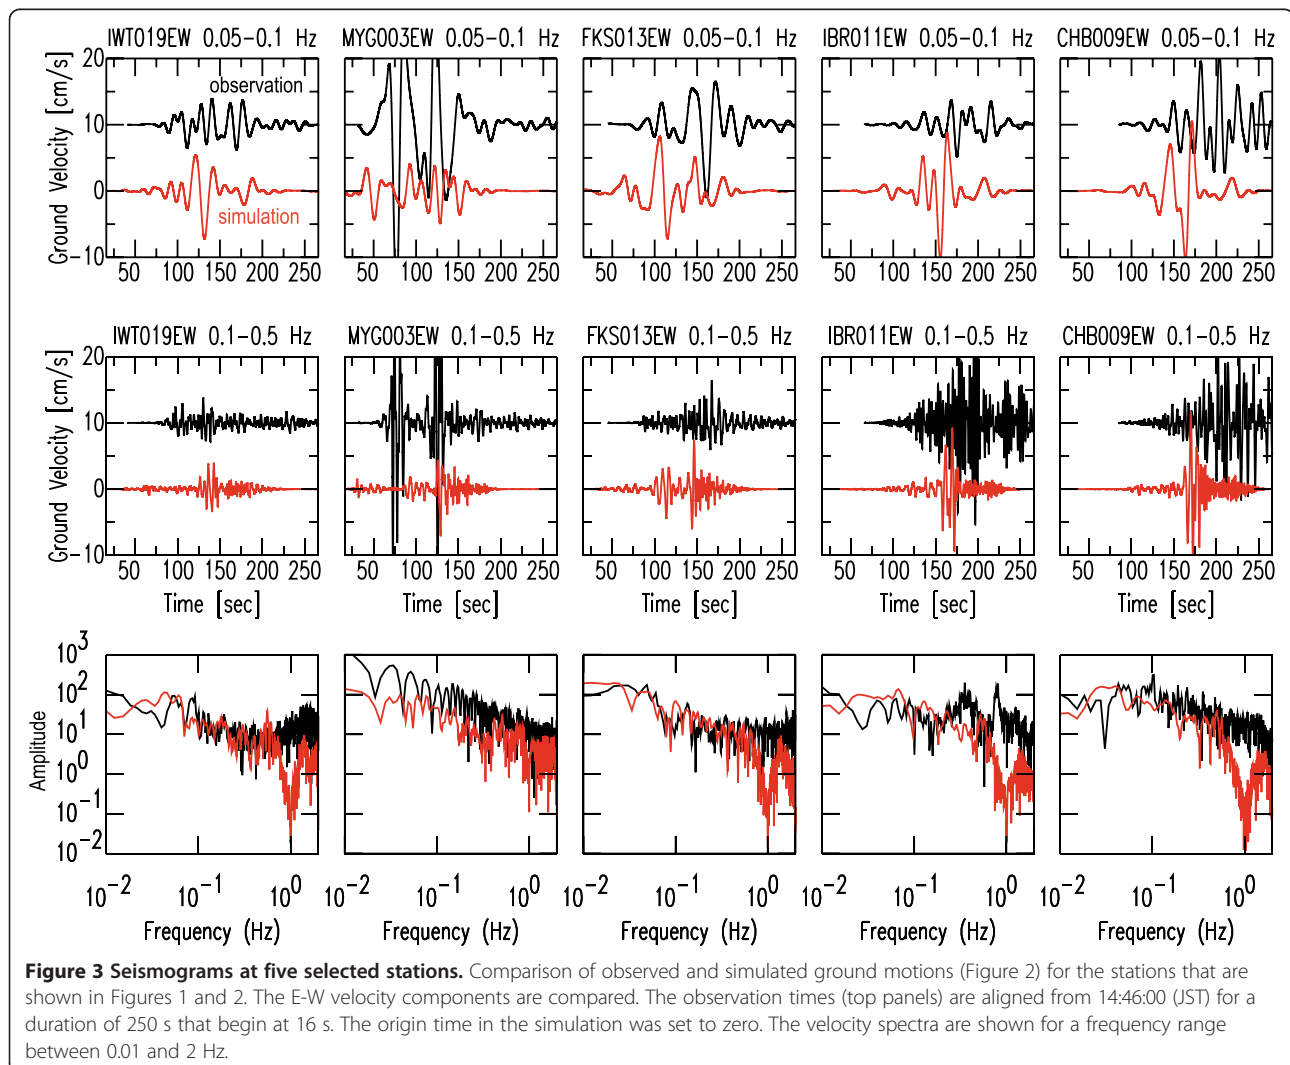 IWT019EW 0.05-0.1 Hz MYG003EW 0.05-0.1 Hz FKS013EW 0.05-0.1 Hz IBR011EW 0.05-0.1 Hz CHB009EW 0.05-0.1 Hz
Ground Velocity [cm/s]
20
10
0
-10
observation
simulation
50 100 150 200 250 50 100 150 200 250 50 100 150 200 250 50 100 150 200 250 50 100 150 200 250
IWT019EW 0.1-0.5 Hz MYG003EW 0.1-0.5 Hz FKS013EW 0.1-0.5 Hz IBR011EW 0.1-0.5 Hz CHB009EW 0.1-0.5 Hz
Ground Velocity [cm/s]
20
10
0
-10
50 100 150 200 250 50 100 150 200 250 50 100 150 200 250 50 100 150 200 250 50 100 150 200 250
Time [sec] Time [sec] Time [sec] Time [sec] Time [sec]
Amplitude
10^3
10^2
10^1
10^0
10^-1
10^-2
10^-2 10^-1 10^0 10^-2 10^-1 10^0 10^-2 10^-1 10^0 10^-2 10^-1 10^0 10^-2 10^-1 10^0
Frequency (Hz) Frequency (Hz) Frequency (Hz) Frequency (Hz) Frequency (Hz)
Figure 3 Seismograms at five selected stations. Comparison of observed and simulated ground motions (Figure 2) for the stations that are
shown in Figures 1 and 2. The E-W velocity components are compared. The observation times (top panels) are aligned from 14:46:00 (JST) for a
duration of 250 s that begin at 16 s. The origin time in the simulation was set to zero. The velocity spectra are shown for a frequency range
between 0.01 and 2 Hz.